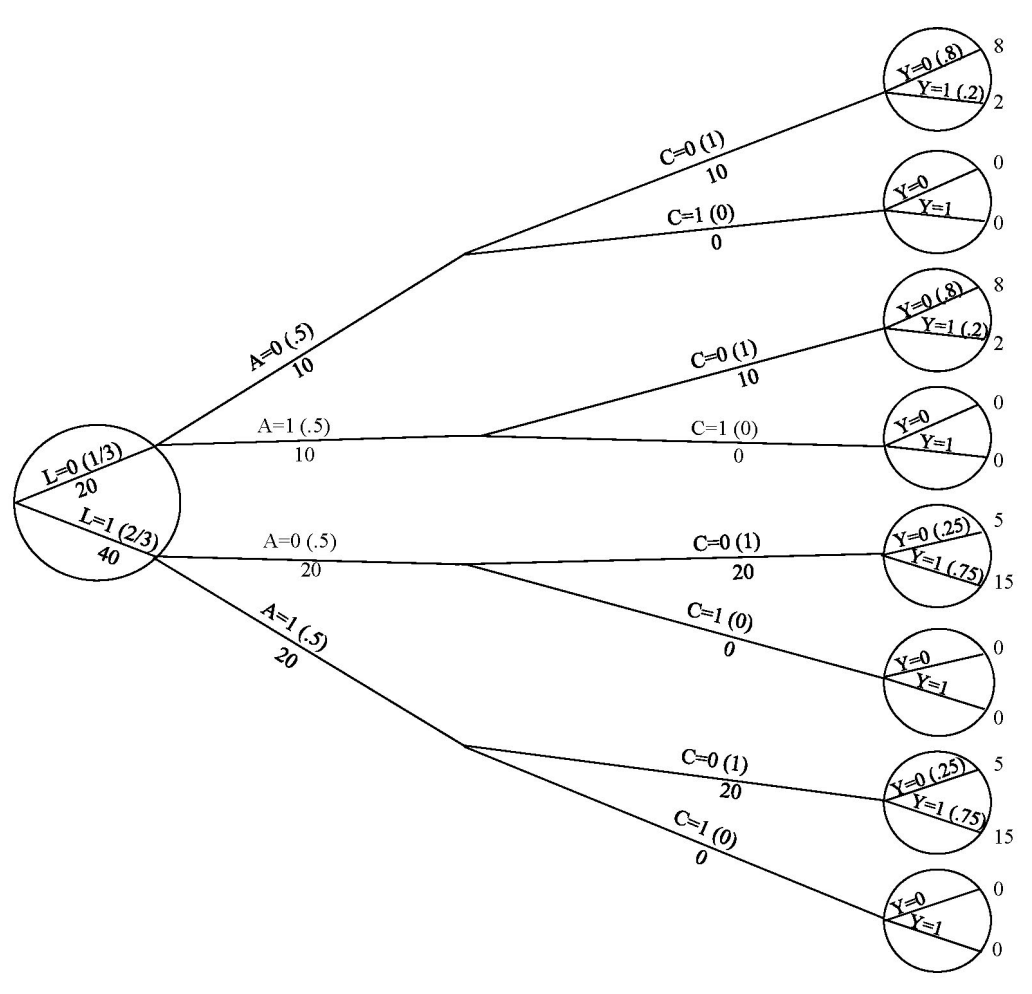 Y=0 (.8)
8
Y=1 (.2)
2
C=0 (1)
10
Y=0
0
Y=1
0
C=1 (0)
0
A=0 (.5)
10
Y=0 (.8)
8
Y=1 (.2)
2
C=0 (1)
10
Y=0
0
Y=1
0
A=1 (.5)
10
C=1 (0)
0
L=0 (1/3)
20
L=1 (2/3)
40
A=0 (.5)
20
C=0 (1)
20
Y=0 (.25)
5
Y=1 (.75)
15
C=1 (0)
0
Y=0
0
Y=1
0
A=1 (.5)
20
C=0 (1)
20
Y=0 (.25)
5
Y=1 (.75)
15
C=1 (0)
0
Y=0
0
Y=1
0